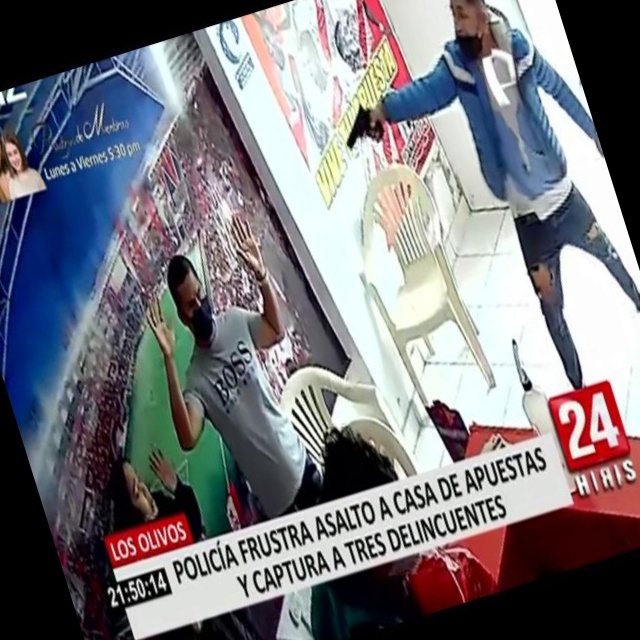 Lunes a Viernes 5:30 pm
BOSS
24
HRS
LOS OLIVOS
21:50:14
POLICÍA FRUSTRA ASALTO A CASA DE APUESTAS
Y CAPTURA A TRES DELINCUENTES